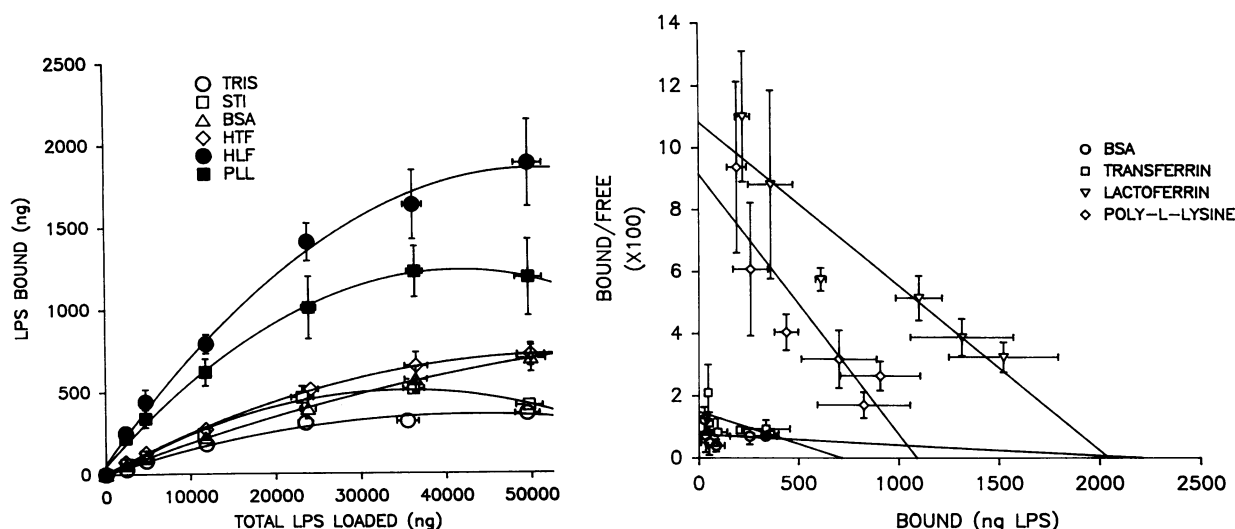 2500
2000
1500
1000
500
0
LPS BOUND (ng)
TRIS
STI
BSA
HTF
HLF
PLL
0 10000 20000 30000 40000 50000
TOTAL LPS LOADED (ng)
14
12
10
8
6
4
2
0
BOUND/FREE
(X100)
BSA
TRANSFERRIN
LACTOFERRIN
POLY-L-LYSINE
0 500 1000 1500 2000 2500
BOUND (ng LPS)